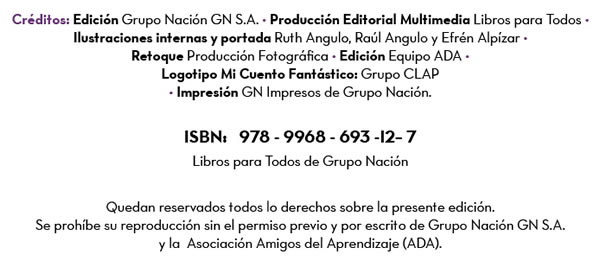 Créditos: Edición Grupo Nación GN S.A. • Producción Editorial Multimedia Libros para Todos •
Ilustraciones internas y portada Ruth Angulo, Raúl Angulo y Efrén Alpízar •
Retoque Producción Fotográfica • Edición Equipo ADA •
Logotipo Mi Cuento Fantástico: Grupo CLAP
• Impresión GN Impresos de Grupo Nación.
ISBN: 978 - 9968 - 693 -12– 7
Libros para Todos de Grupo Nación
Quedan reservados todos lo derechos sobre la presente edición.
Se prohíbe su reproducción sin el permiso previo y por escrito de Grupo Nación GN S.A.
y la Asociación Amigos del Aprendizaje (ADA).